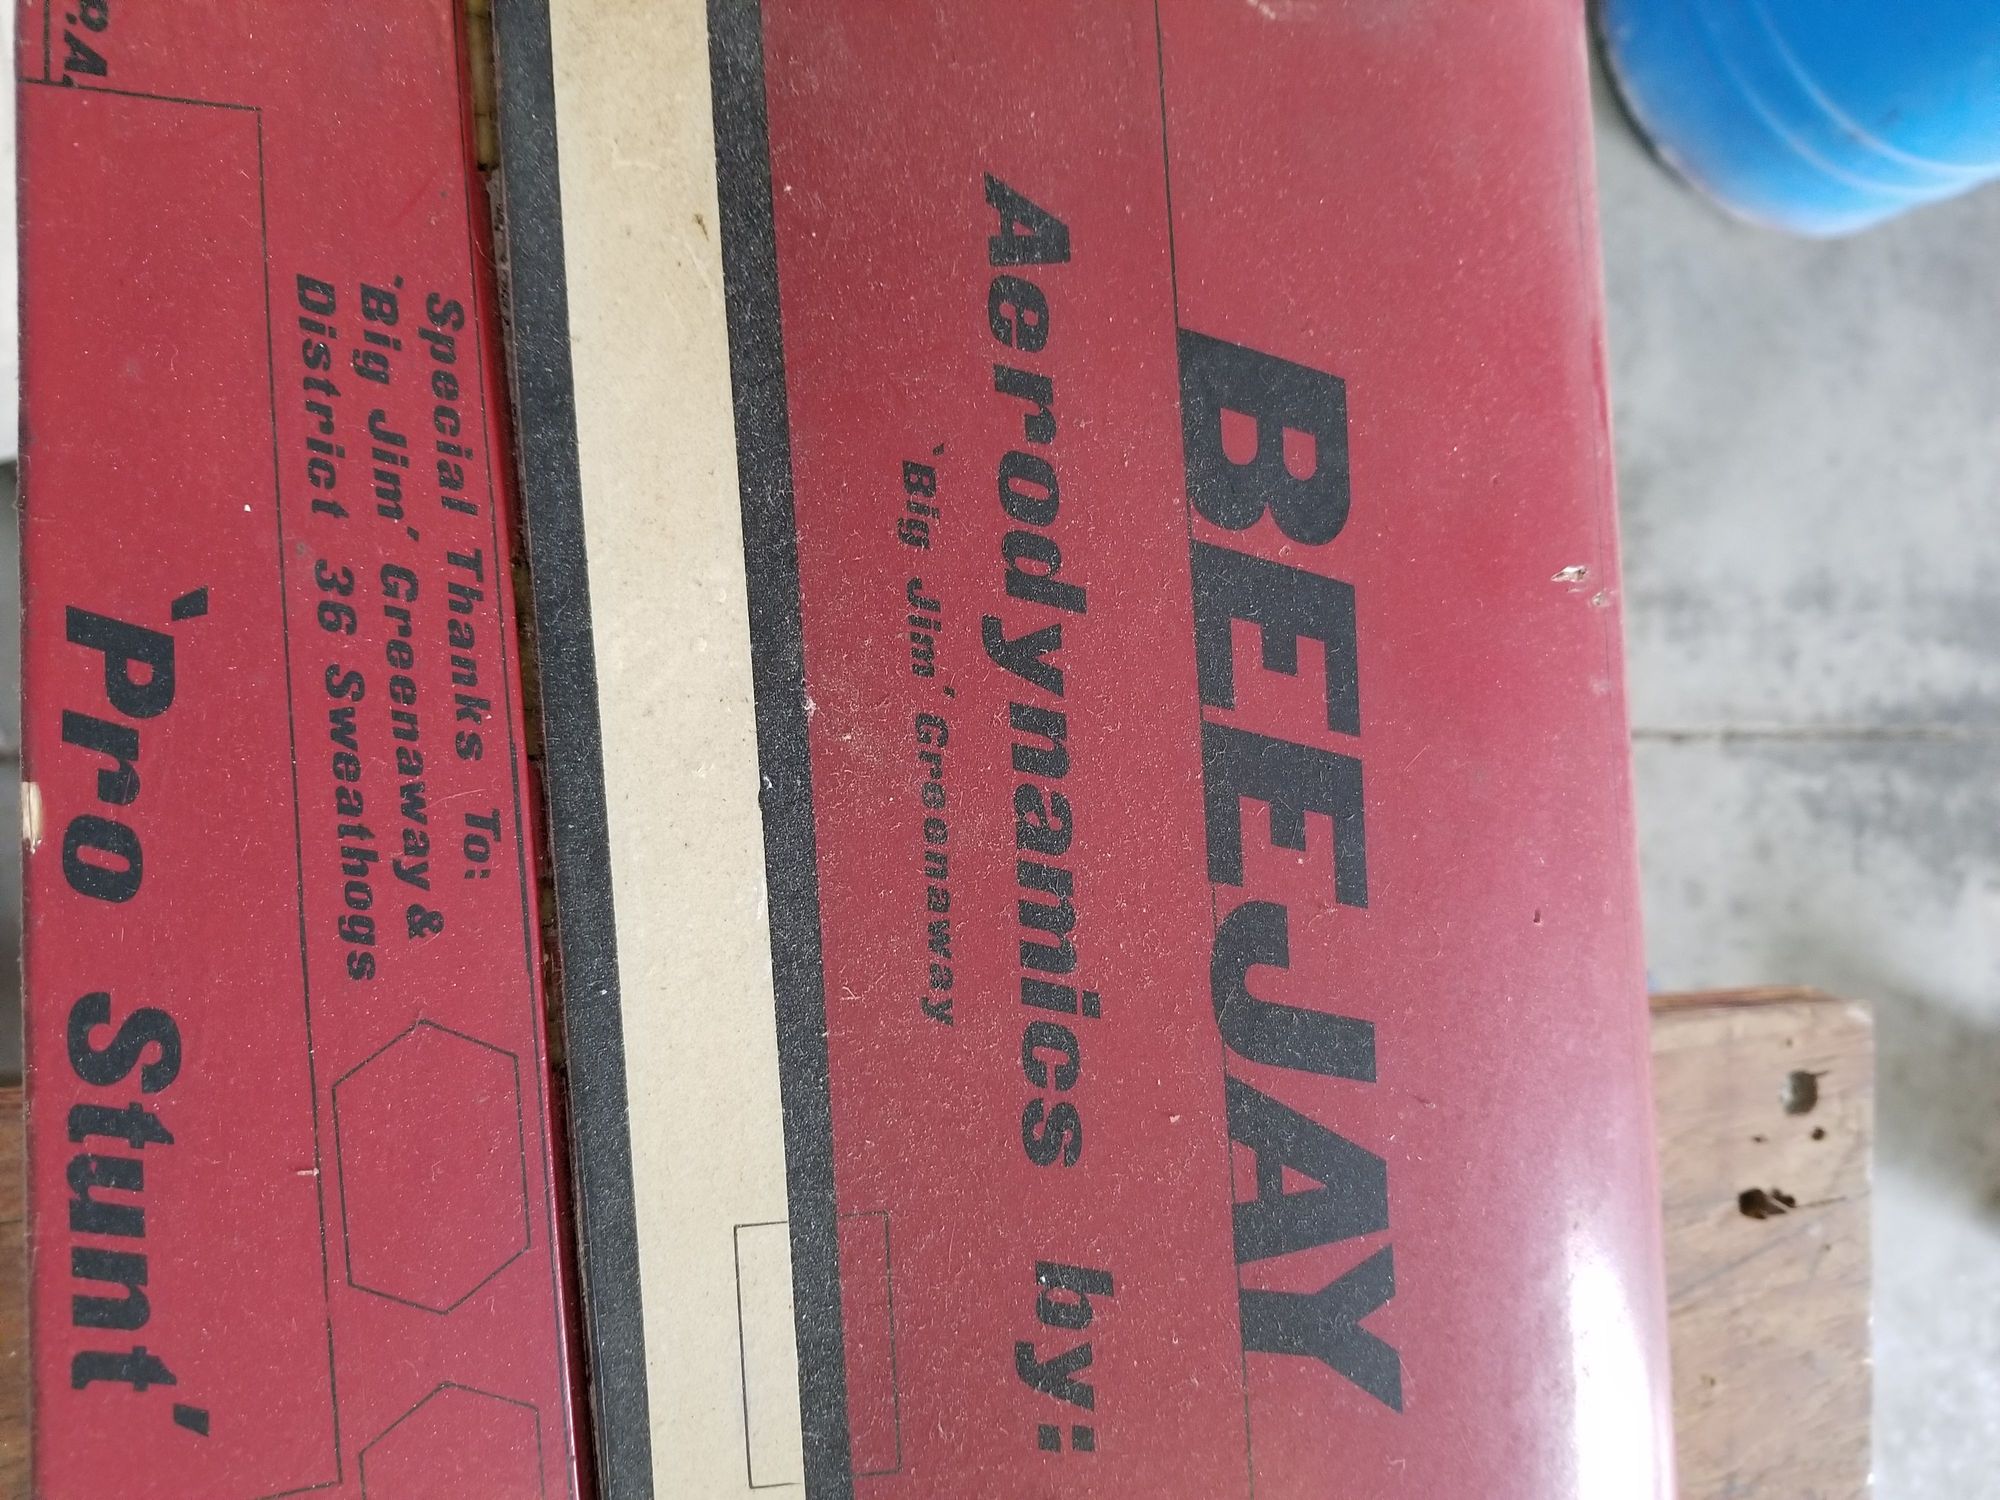 BEEJAY
Aerodynamics by:
'Big Jim' Greenaway
Special Thanks To:
'Big Jim' Greenaway &
District 36 Sweathogs
'Pro Stunt'